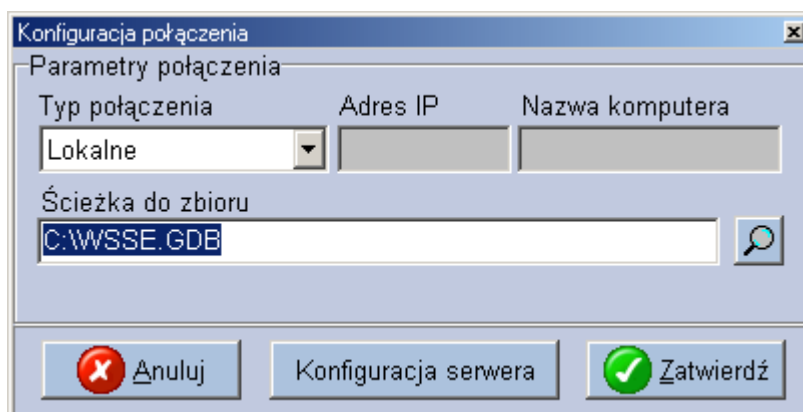 Konfiguracja połączenia
Parametry połączenia
Typ połączenia Adres IP Nazwa komputera
Lokalne
Ścieżka do zbioru
C:\WSSE.GDB
Anuluj Konfiguracja serwera Zatwierdź